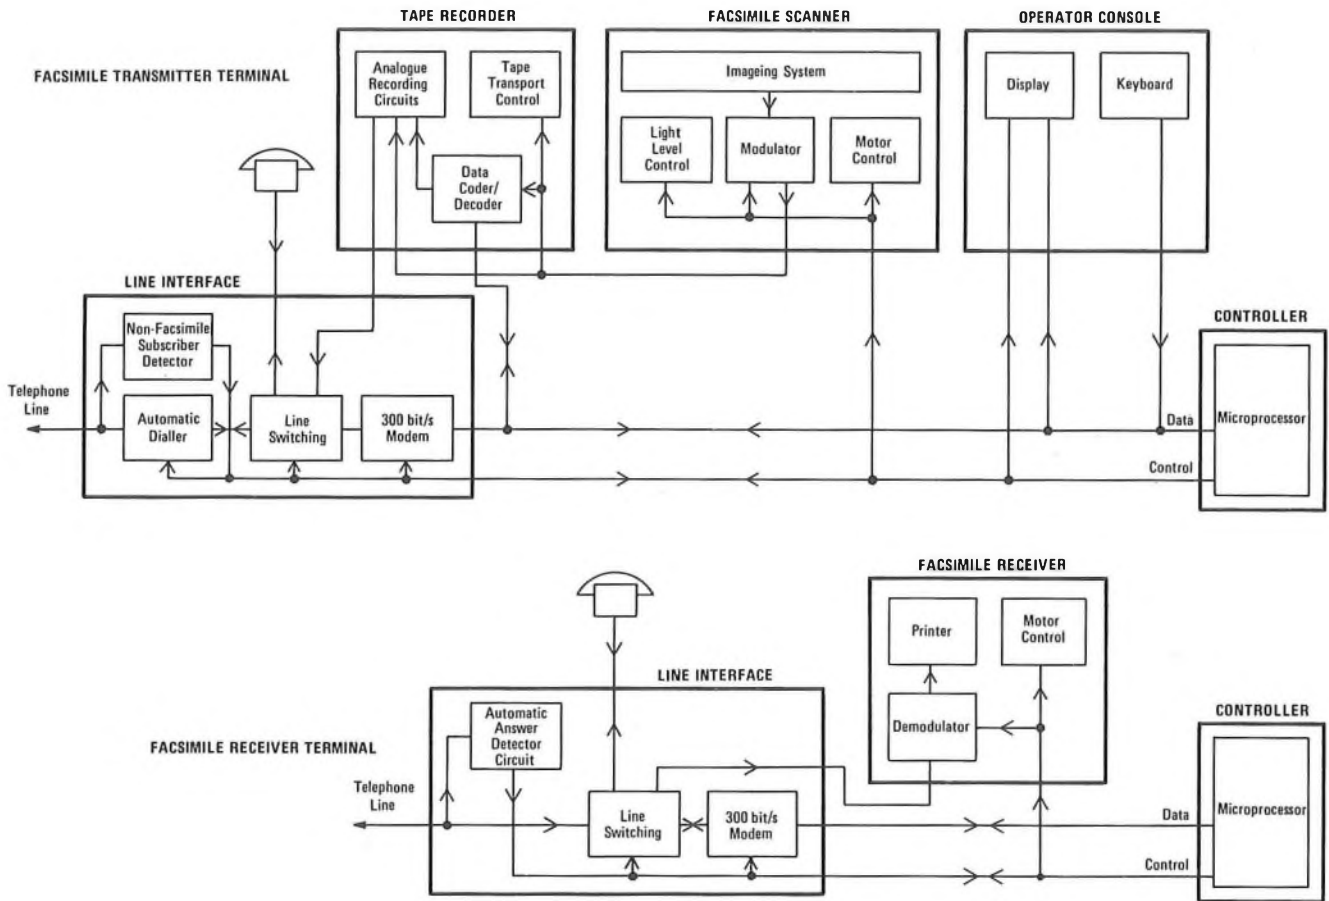 TAPE RECORDER
FACSIMILE SCANNER
OPERATOR CONSOLE
FACSIMILE TRANSMITTER TERMINAL
Analogue
Recording
Circuits
Tape
Transport
Control
Data
Coder/
Decoder
Imageing System
Light
Level
Control
Modulator
Motor
Control
Display
Keyboard
LINE INTERFACE
Non-Facsimile
Subscriber
Detector
Telephone
Line
Automatic
Dialler
Line
Switching
300 bit/s
Modem
Data
Control
CONTROLLER
Microprocessor
FACSIMILE RECEIVER
Printer
Motor
Control
Demodulator
LINE INTERFACE
Automatic
Answer
Detector
Circuit
FACSIMILE RECEIVER TERMINAL
Telephone
Line
Line
Switching
300 bit/s
Modem
Data
Control
CONTROLLER
Microprocessor